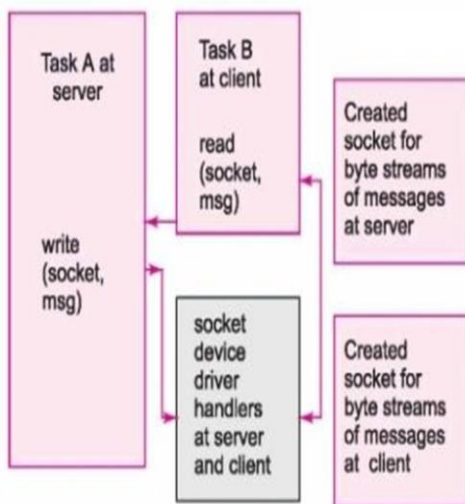 Task A at
server
write
(socket,
msg)
Task B
at client
read
(socket,
msg)
socket
device
driver
handlers
at server
and client
Created
socket for
byte streams
of messages
at server
Created
socket for
byte streams
of messages
at client